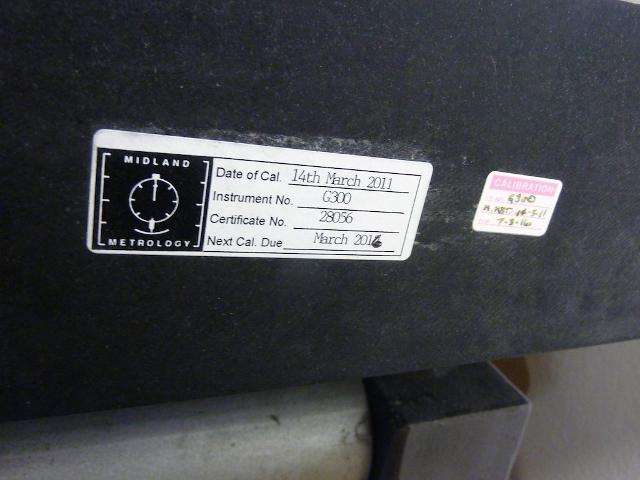 MIDLAND
METROLOGY
Date of Cal. 14th March 2011
Instrument No. G300
Certificate No. 28056
Next Cal. Due March 2016
CALIBRATION
G300